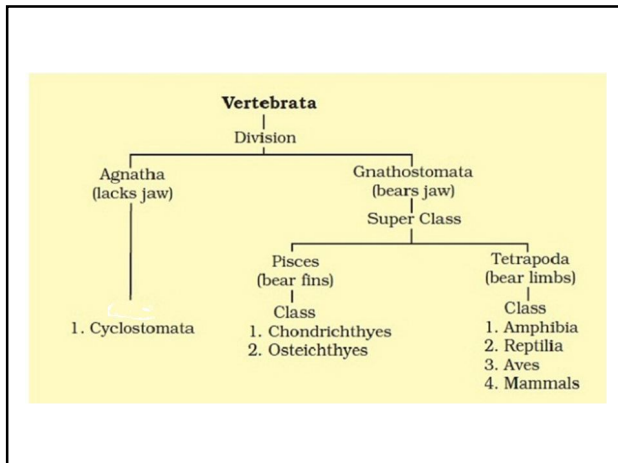 Vertebrata
Division
Agnatha
(lacks jaw)
Gnathostomata
(bears jaw)
Super Class
Pisces
(bear fins)
Tetrapoda
(bear limbs)
1. Cyclostomata
Class
1. Chondrichthyes
2. Osteichthyes
Class
1. Amphibia
2. Reptilia
3. Aves
4. Mammals